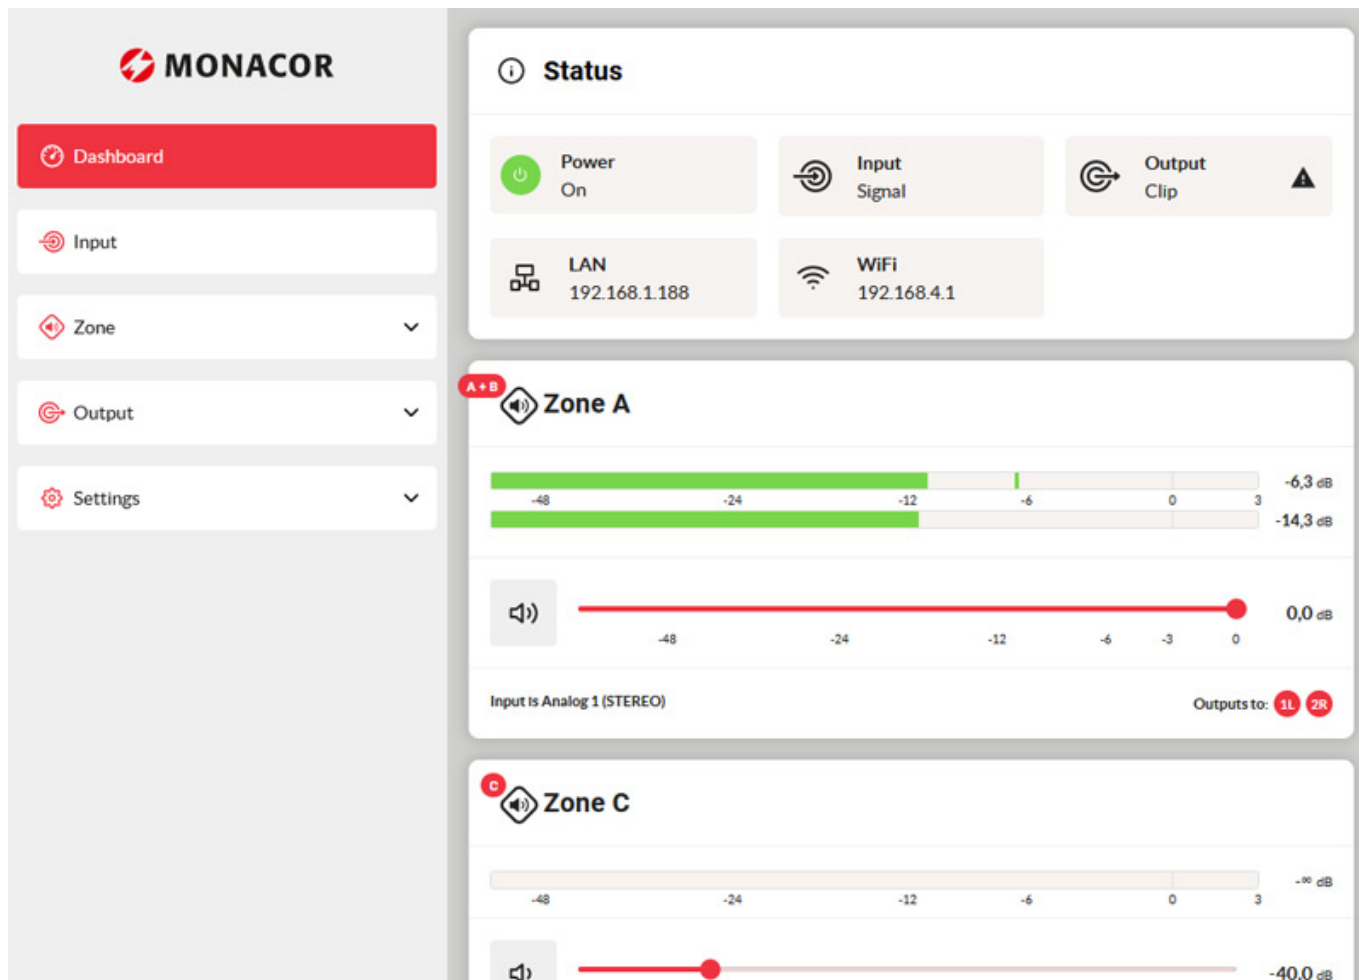 MONACOR
Dashboard
Input
Zone
Output
Settings
Status
Power
On
Input
Signal
Output
Clip
LAN
192.168.1.188
WiFi
192.168.4.1
A + B
Zone A
-6,3 dB
-48 -24 -12 -6 0 3
-14,3 dB
0,0 dB
-48 -24 -12 -6 -3 0
Input is Analog 1 (STEREO)
Outputs to: 1L 2R
C
Zone C
-∞ dB
-48 -24 -12 -6 0 3
-40,0 dB